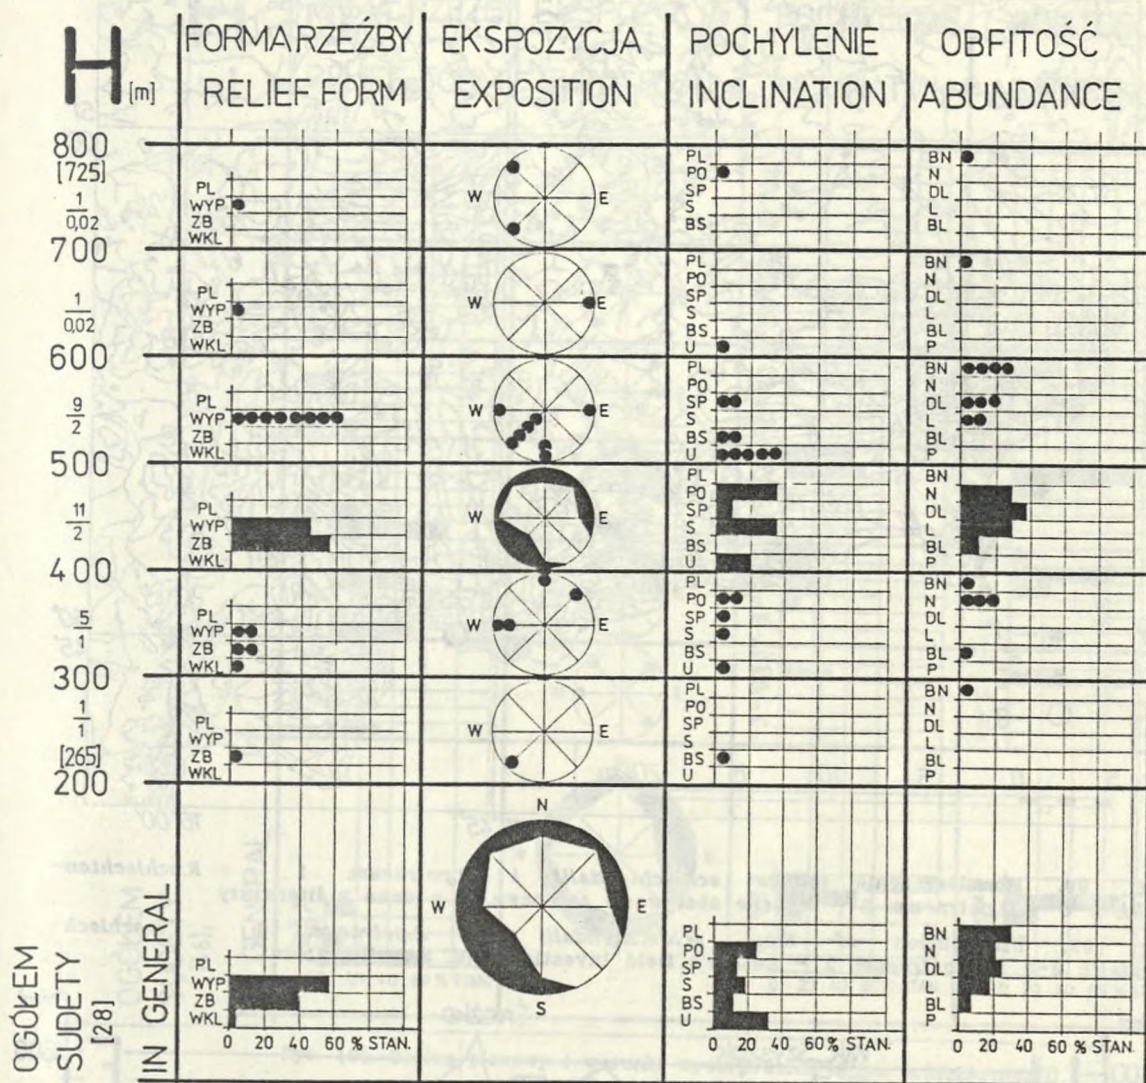 H [m] FORMA RZEŹBY EKSPOZYCJA POCHYLENIE OBFITOŚĆ
RELIEF FORM EXPOSITION INCLINATION ABUNDANCE
800
[725]
1
0,02
PL
WYP
ZB
WKL
W E
PL
PO
SP
S
BS
BN
N
DL
L
BL
700
1
0,02
PL
WYP
ZB
WKL
W E
PL
PO
SP
S
BS
U
BN
N
DL
L
BL
P
600
9
2
PL
WYP
ZB
WKL
W E
PL
PO
SP
S
BS
U
BN
N
DL
L
BL
P
500
11
2
PL
WYP
ZB
WKL
W E
PL
PO
SP
S
BS
U
BN
N
DL
L
BL
P
400
5
1
PL
WYP
ZB
WKL
W E
PL
PO
SP
S
BS
U
BN
N
DL
L
BL
P
300
1
1
[265]
PL
WYP
ZB
WKL
W E
PL
PO
SP
S
BS
U
BN
N
DL
L
BL
P
200
OGÓŁEM
SUDETY
[28]
IN GENERAL
PL
WYP
ZB
WKL
0 20 40 60 % STAN.
N
W E
S
PL
PO
SP
S
BS
U
0 20 40 60 % STAN.
BN
N
DL
L
BL
P
0 20 40 60 % STAN.